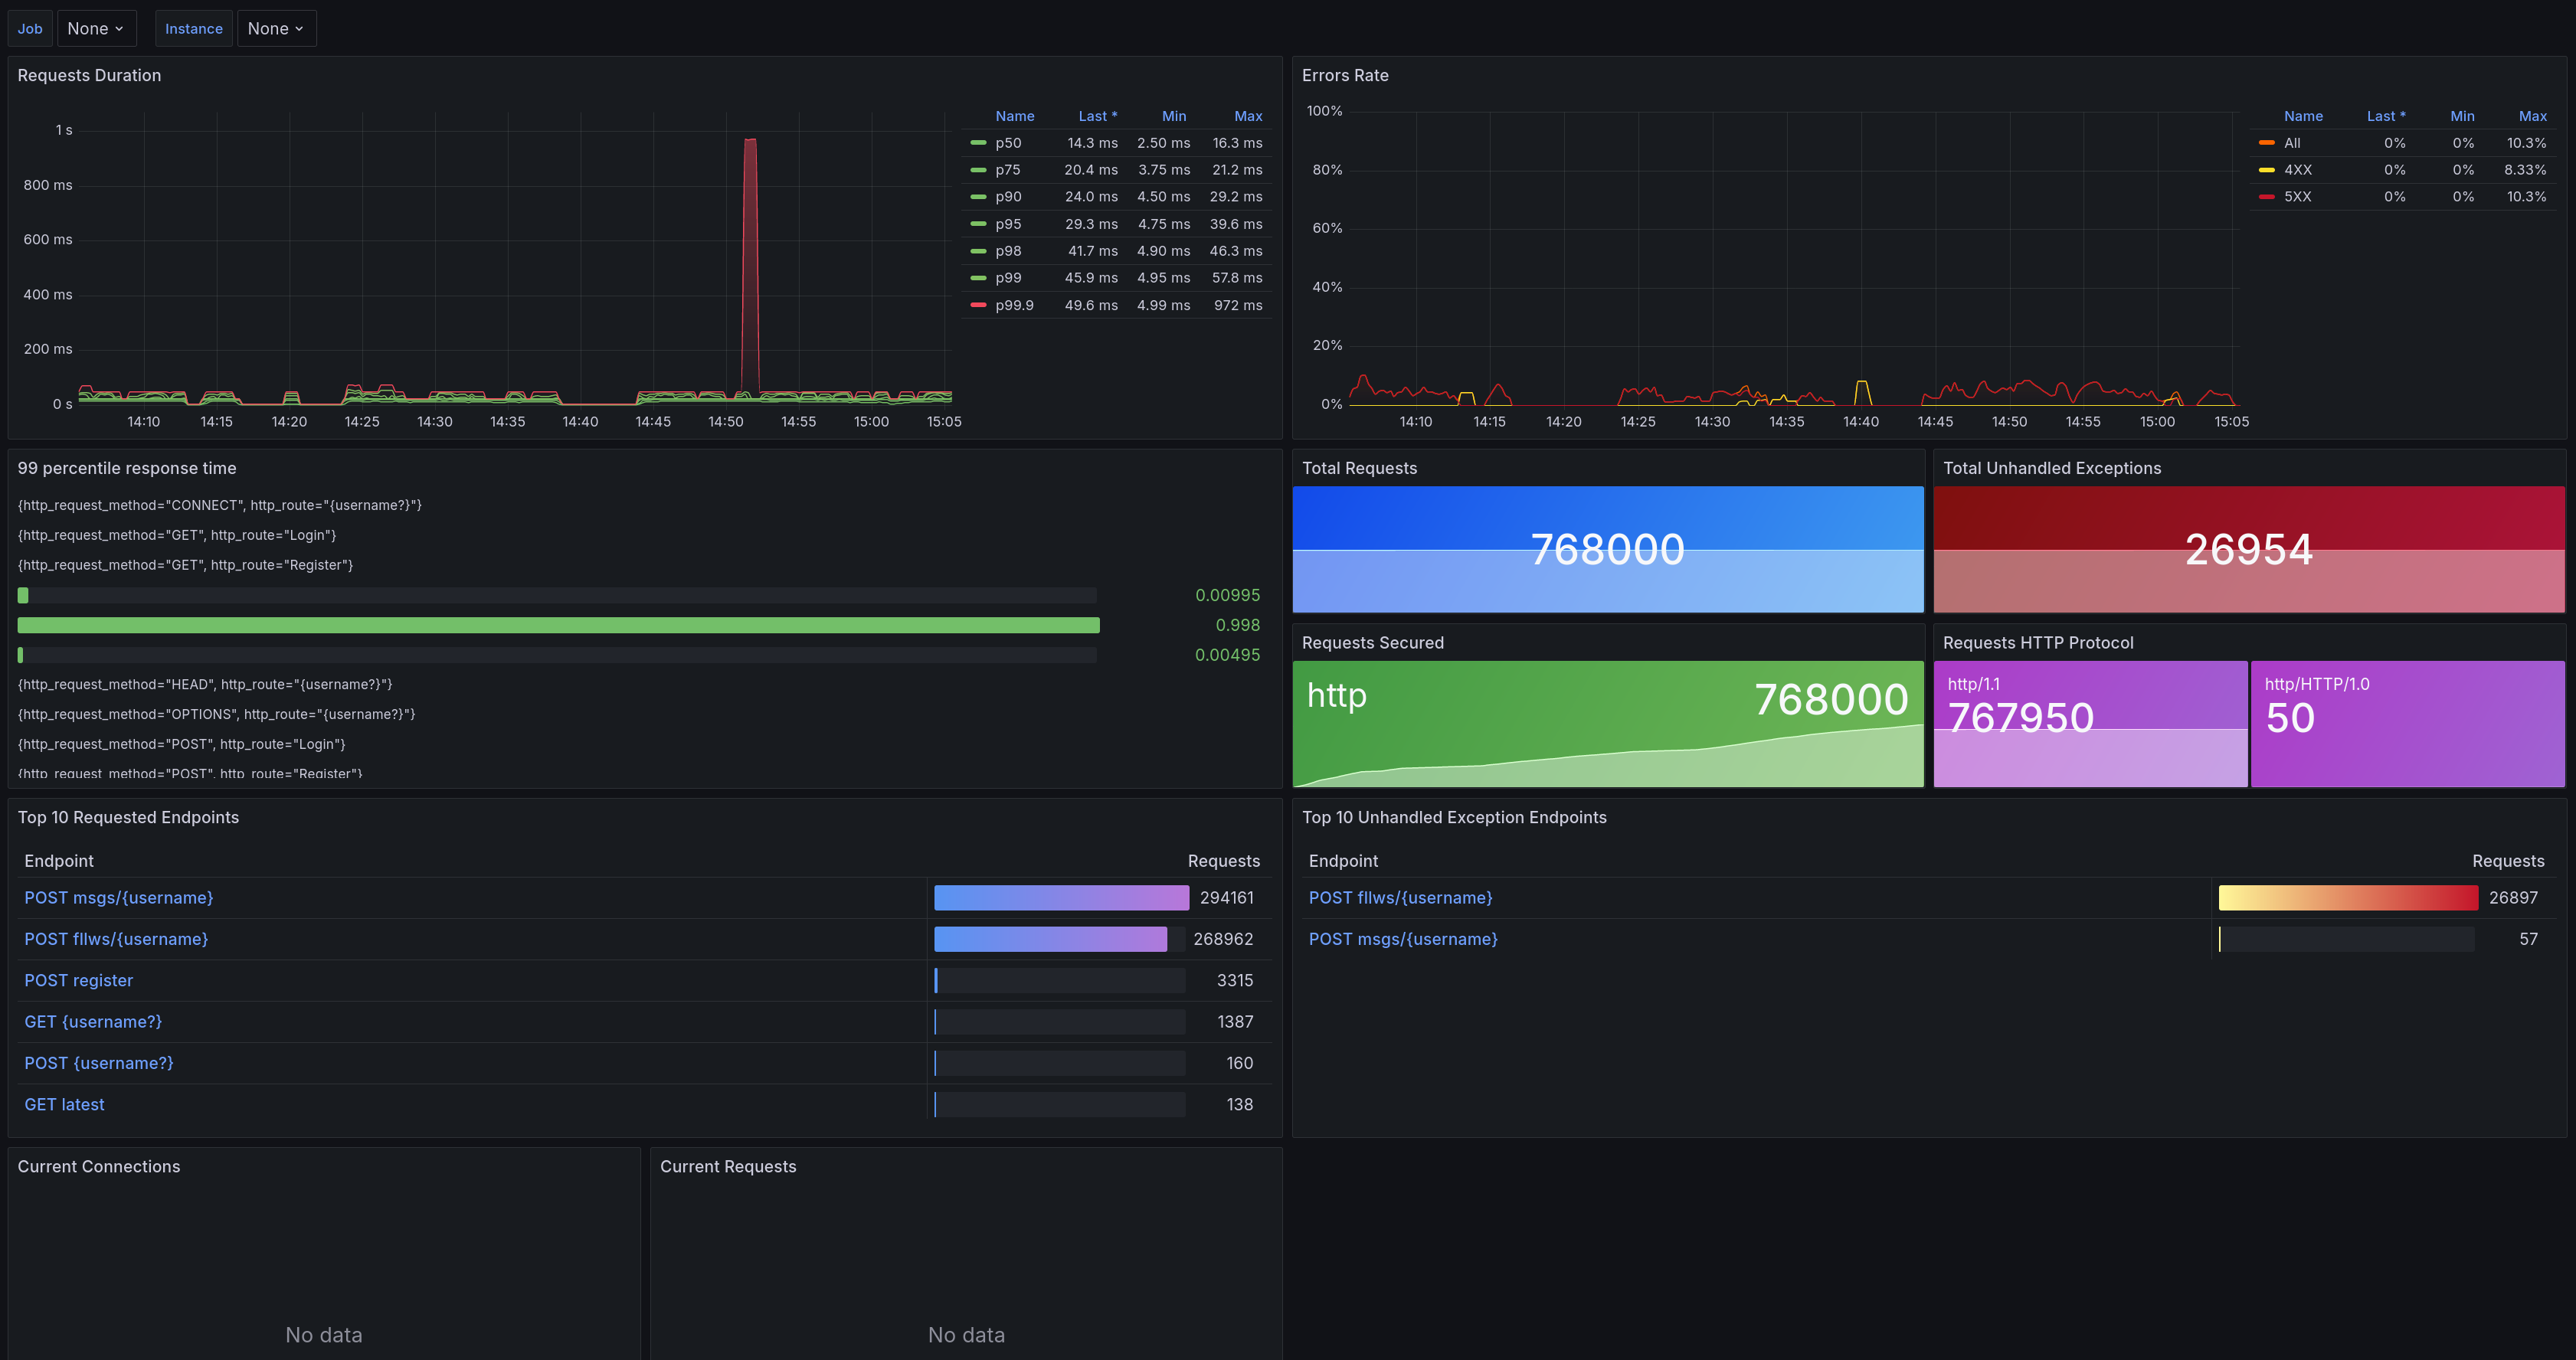 Job None Instance None
Requests Duration
1 s
800 ms
600 ms
400 ms
200 ms
0 s
14:10 14:15 14:20 14:25 14:30 14:35 14:40 14:45 14:50 14:55 15:00 15:05
Name Last * Min Max
p50 14.3 ms 2.50 ms 16.3 ms
p75 20.4 ms 3.75 ms 21.2 ms
p90 24.0 ms 4.50 ms 29.2 ms
p95 29.3 ms 4.75 ms 39.6 ms
p98 41.7 ms 4.90 ms 46.3 ms
p99 45.9 ms 4.95 ms 57.8 ms
p99.9 49.6 ms 4.99 ms 972 ms
Errors Rate
100%
80%
60%
40%
20%
0%
14:10 14:15 14:20 14:25 14:30 14:35 14:40 14:45 14:50 14:55 15:00 15:05
Name Last * Min Max
All 0% 0% 10.3%
4XX 0% 0% 8.33%
5XX 0% 0% 10.3%
99 percentile response time
{http_request_method="CONNECT", http_route="{username?}"}
{http_request_method="GET", http_route="Login"}
{http_request_method="GET", http_route="Register"}
0.00995
0.998
0.00495
{http_request_method="HEAD", http_route="{username?}"}
{http_request_method="OPTIONS", http_route="{username?}"}
{http_request_method="POST", http_route="Login"}
{http_request_method="POST", http_route="Register"}
Total Requests
768000
Total Unhandled Exceptions
26954
Requests Secured
http 768000
Requests HTTP Protocol
http/1.1
767950
http/HTTP/1.0
50
Top 10 Requested Endpoints
Endpoint Requests
POST msgs/{username} 294161
POST fllws/{username} 268962
POST register 3315
GET {username?} 1387
POST {username?} 160
GET latest 138
Top 10 Unhandled Exception Endpoints
Endpoint Requests
POST fllws/{username} 26897
POST msgs/{username} 57
Current Connections
No data
Current Requests
No data